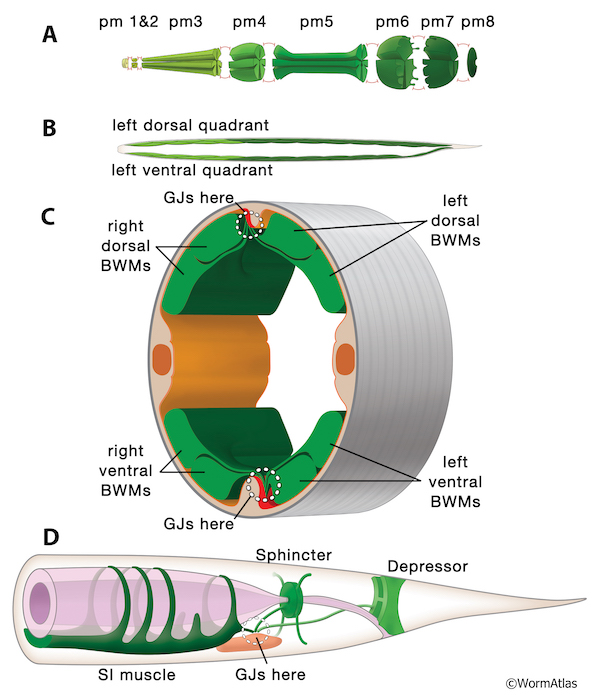 pm 1&2 pm3 pm4 pm5 pm6 pm7 pm8
A
B
left dorsal quadrant
left ventral quadrant
C
GJs here
right
dorsal
BWMs
left
dorsal
BWMs
right
ventral
BWMs
left
ventral
BWMs
GJs here
D
Sphincter
Depressor
SI muscle
GJs here
©WormAtlas